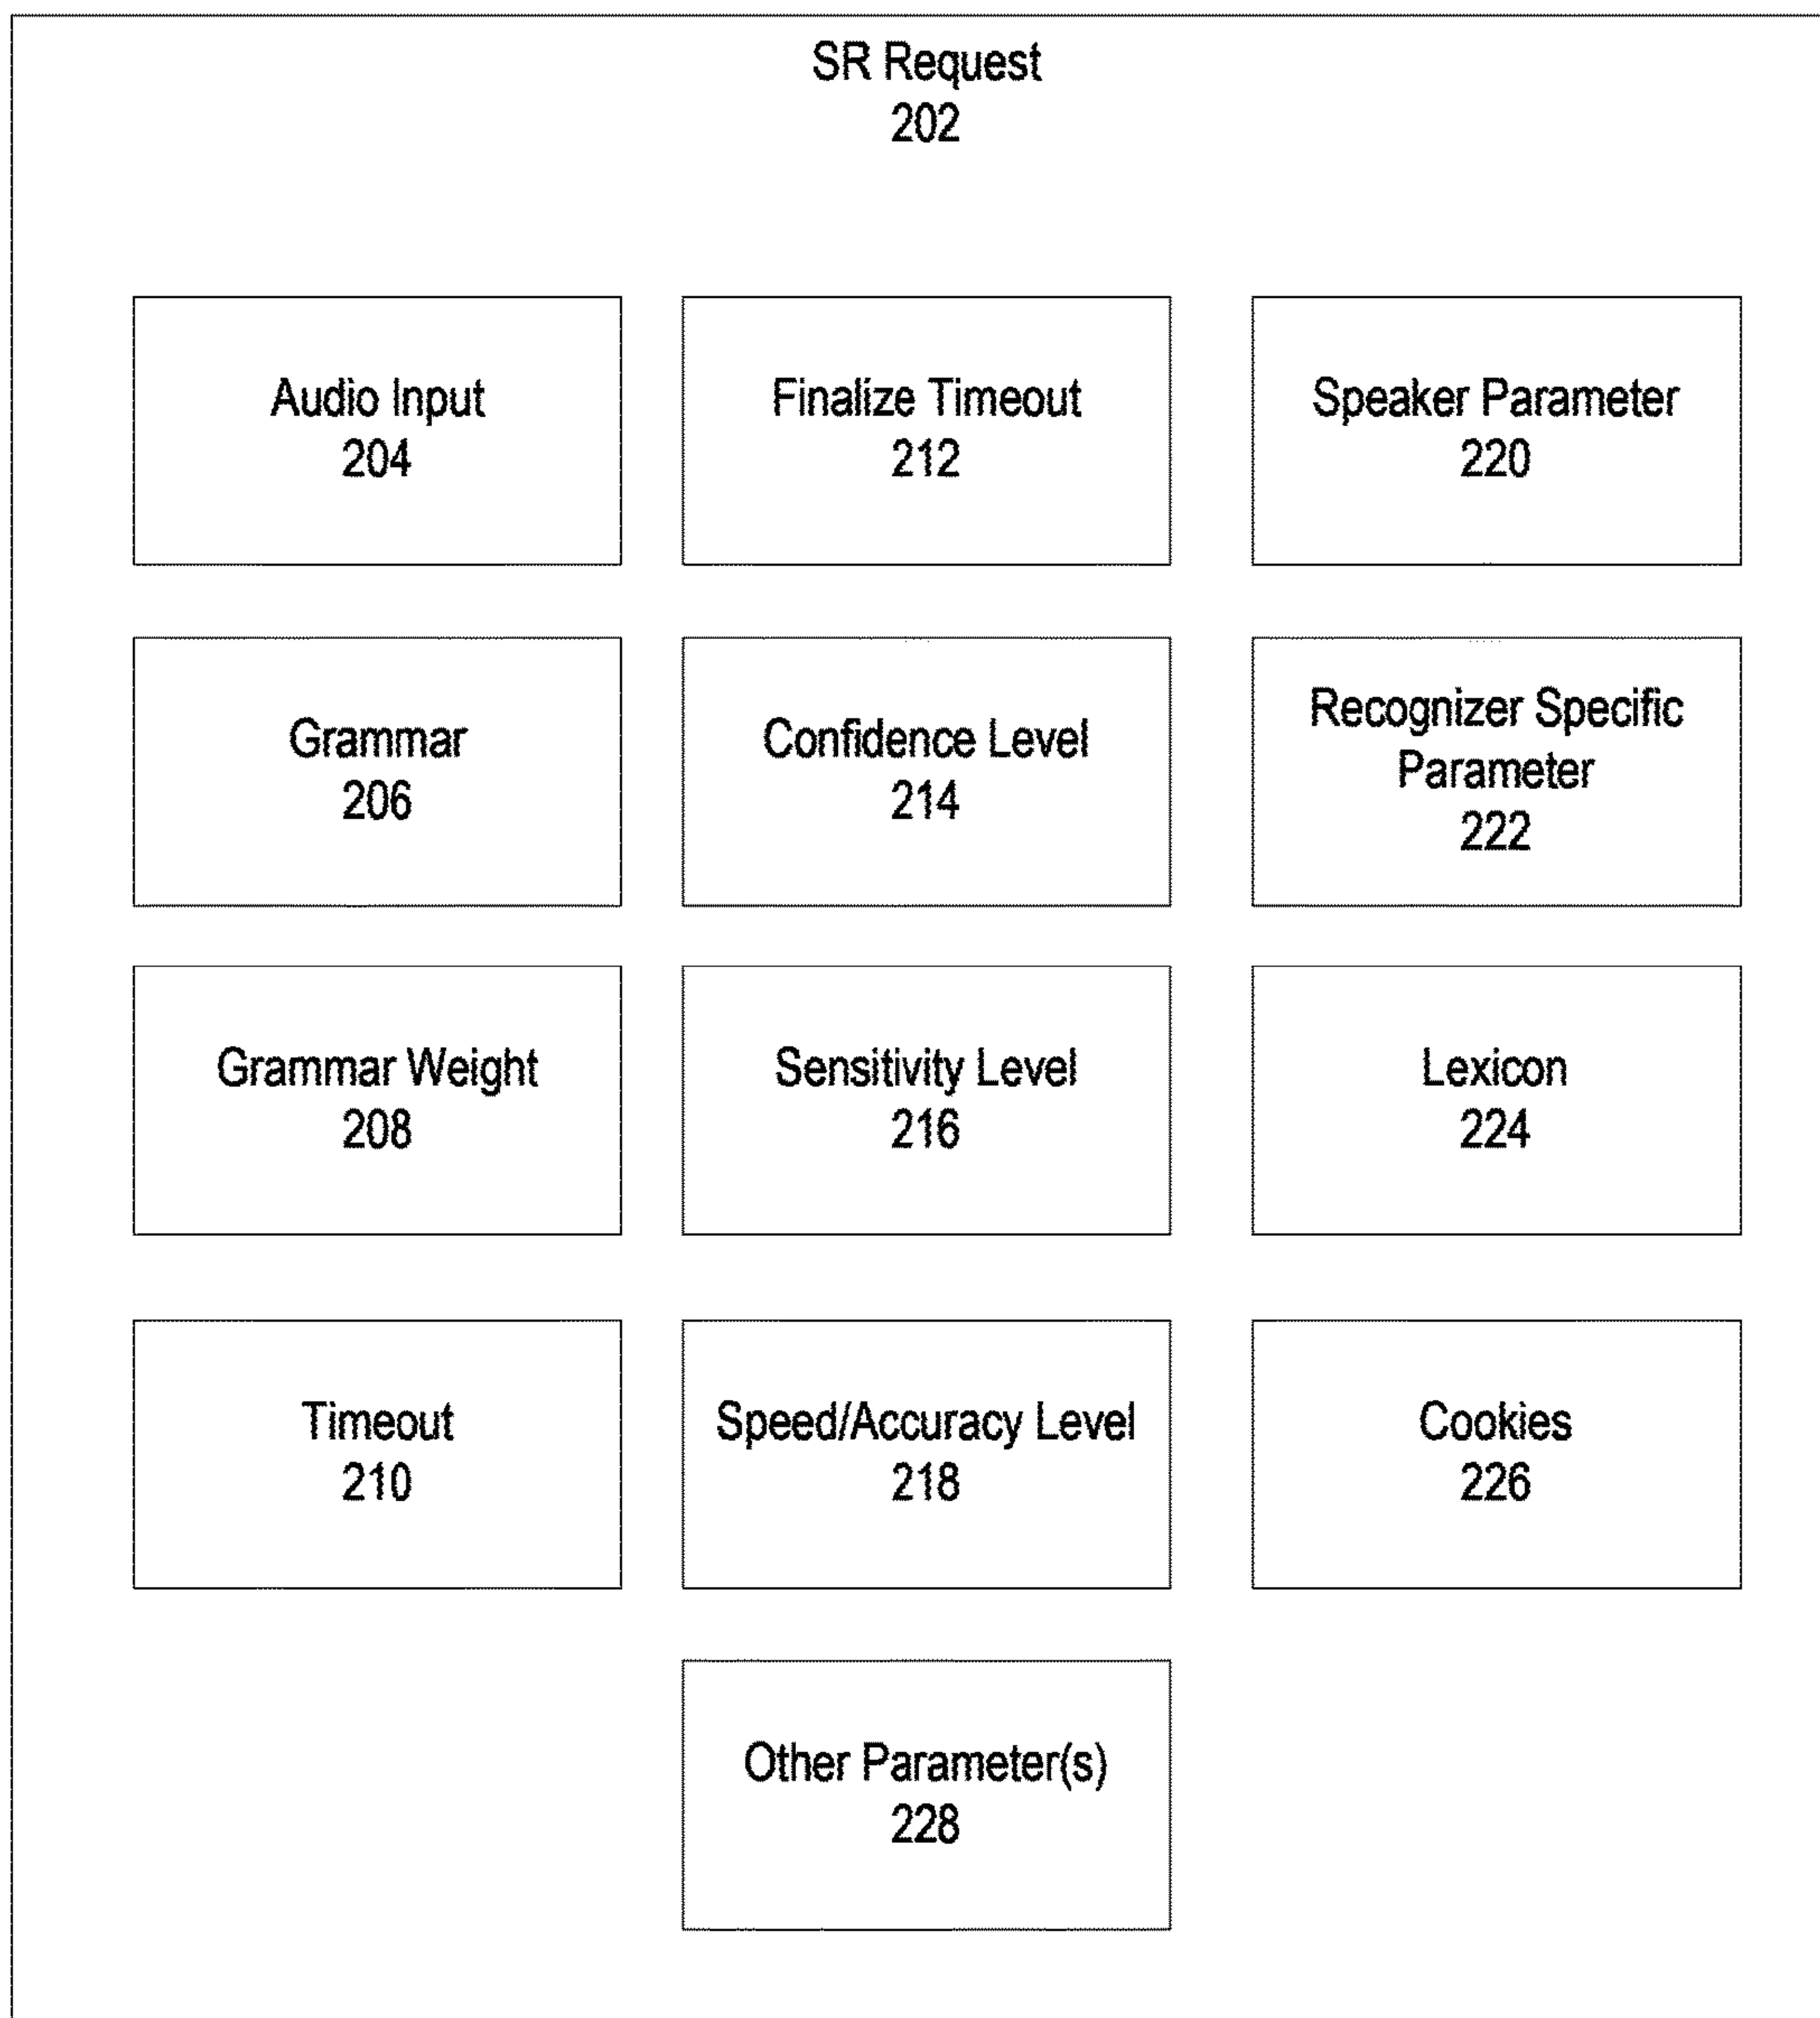 SR Request
202
Audio Input
204
Finalize Timeout
212
Speaker Parameter
220
Grammar
206
Confidence Level
214
Recognizer Specific
Parameter
222
Grammar Weight
208
Sensitivity Level
216
Lexicon
224
Timeout
210
Speed/Accuracy Level
218
Cookies
226
Other Parameter(s)
228